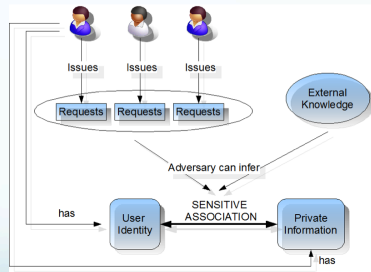 Issues Issues Issues
Requests Requests Requests
External
Knowledge
Adversary can infer
has
User
Identity
SENSITIVE
ASSOCIATION
Private
Information
has